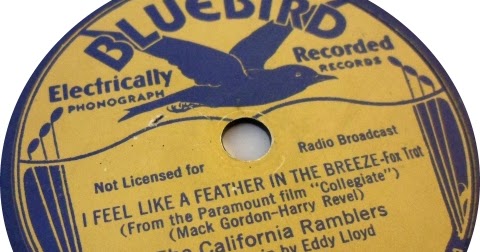 BLUEBIRD
Electrically Recorded
PHONOGRAPH RECORDS
Not Licensed for Radio Broadcast
I FEEL LIKE A FEATHER IN THE BREEZE-Fox Trot
(From the Paramount film "Collegiate")
(Mack Gordon-Harry Revel)
The California Ramblers
by Eddy Lloyd